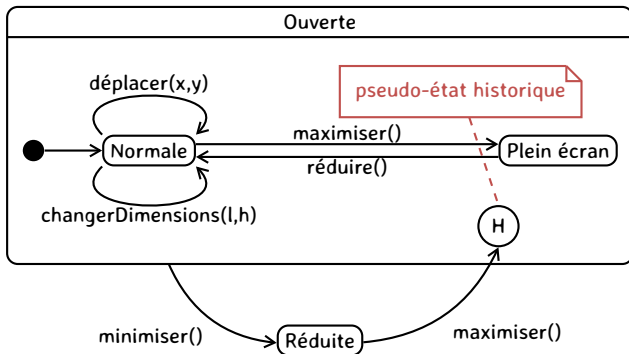 Ouverte
déplacer(x,y)
pseudo-état historique
maximiser()
Normale
Plein écran
réduire()
changerDimensions(l,h)
H
minimiser()
Réduite
maximiser()